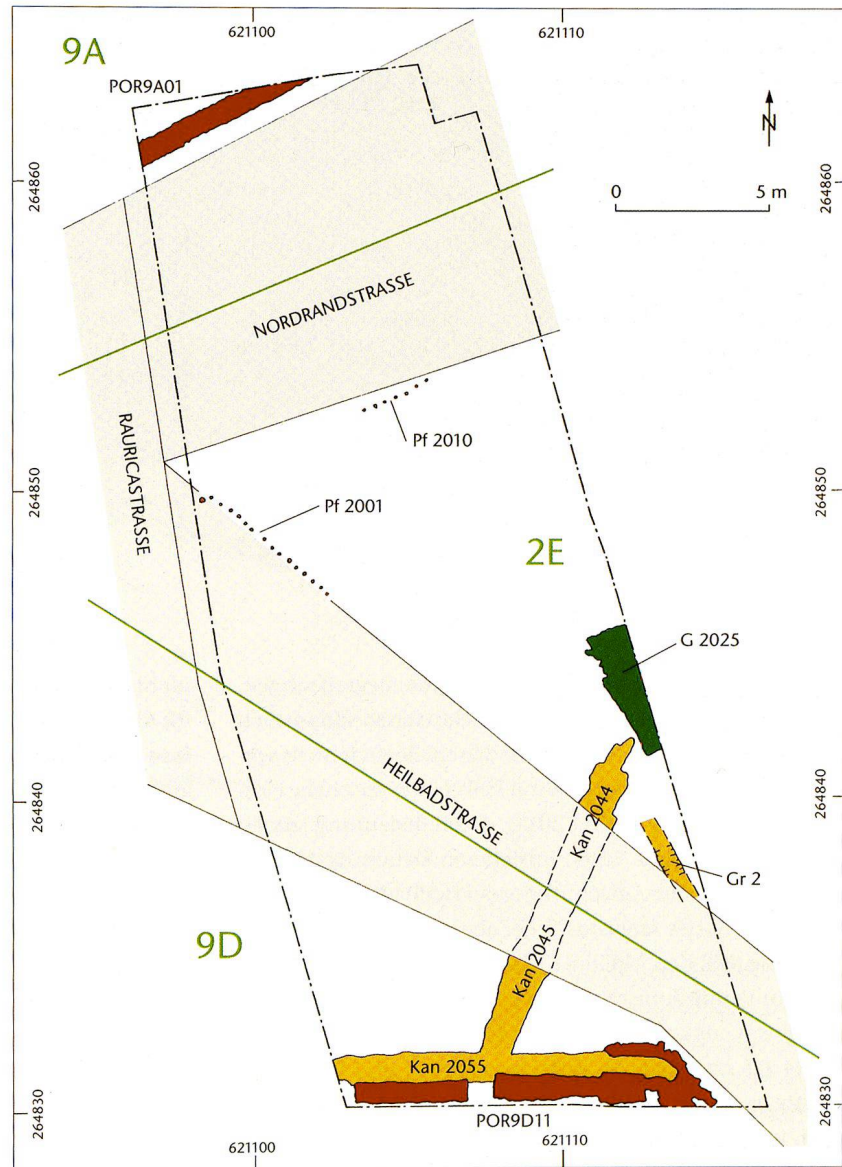 621100
621110
9A
POR9A01
N
264860
264860
0
5 m
NORDRANDSTRASSE
RAURICASTRASSE
Pf 2010
264850
264850
Pf 2001
2E
G 2025
HEILBADSTRASSE
264840
264840
Kan 2044
Gr 2
9D
Kan 2045
Kan 2055
264830
264830
POR9D11
621100
621110